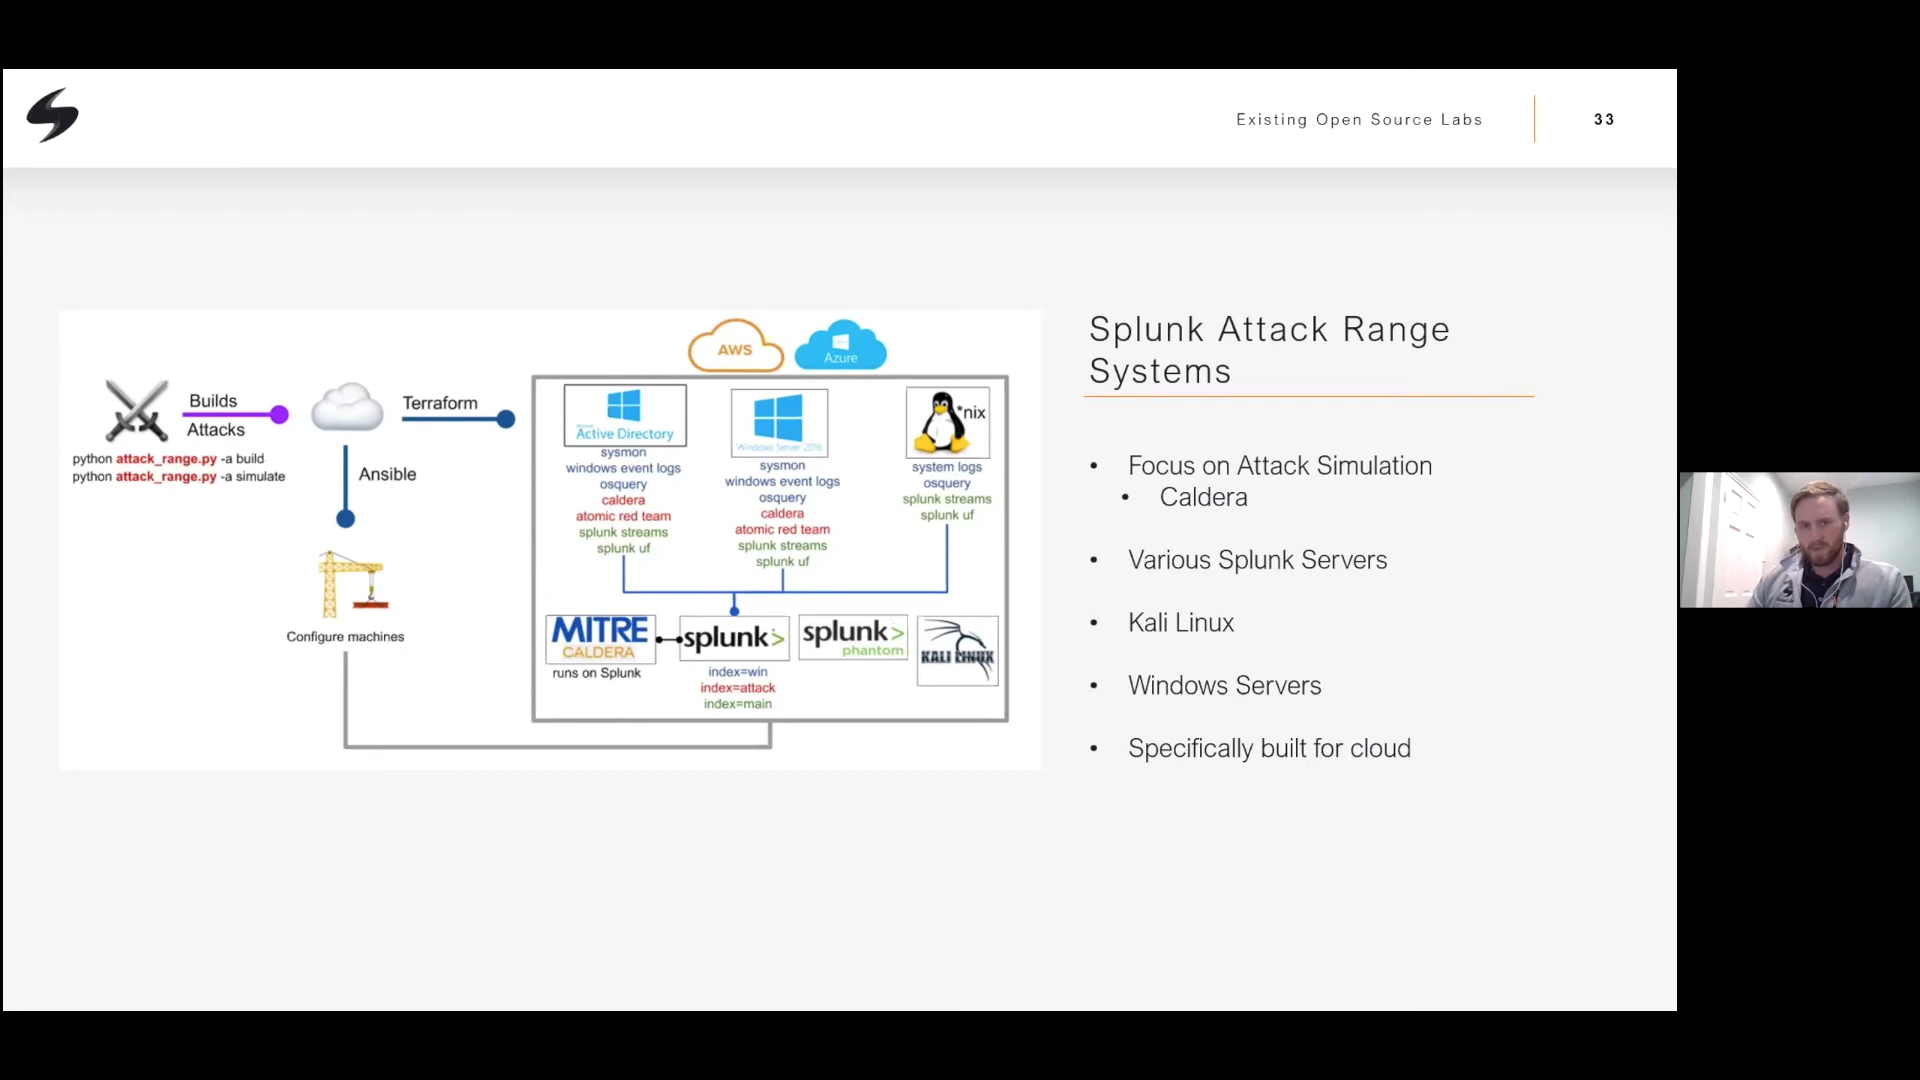 Existing Open Source Labs
33
AWS
Azure
Builds
Attacks
python attack_range.py -a build
python attack_range.py -a simulate
Terraform
Ansible
Configure machines
Active Directory
sysmon
windows event logs
osquery
caldera
atomic red team
splunk streams
splunk uf
Windows Server 2016
sysmon
windows event logs
osquery
caldera
atomic red team
splunk streams
splunk uf
*nix
system logs
osquery
splunk streams
splunk uf
MITRE
CALDERA
runs on Splunk
splunk>
index=win
index=attack
index=main
splunk>
phantom
KALI LINUX
Splunk Attack Range
Systems
• Focus on Attack Simulation
• Caldera
• Various Splunk Servers
• Kali Linux
• Windows Servers
• Specifically built for cloud